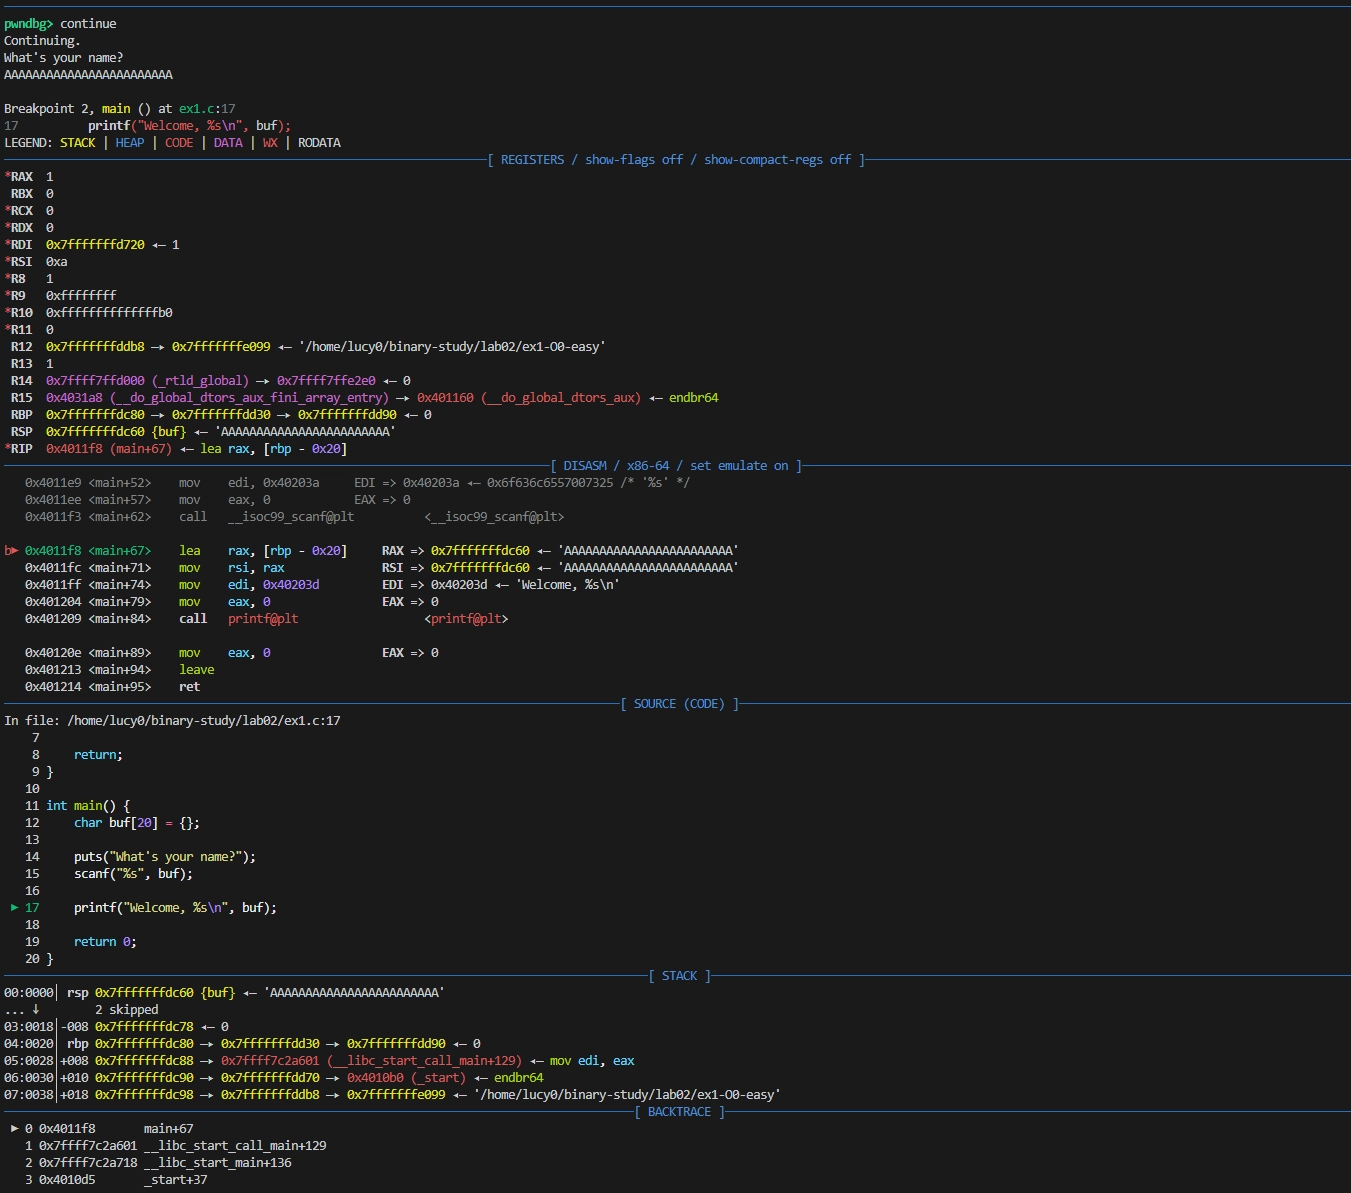 pwndbg> continue
Continuing.
What's your name?
AAAAAAAAAAAAAAAAAAAAAAAA
Breakpoint 2, main () at ex1.c:17
17          printf("Welcome, %s\n", buf);
LEGEND: STACK | HEAP | CODE | DATA | WX | RODATA
[ REGISTERS / show-flags off / show-compact-regs off ]
*RAX  1
RBX  0
*RCX  0
*RDX  0
*RDI  0x7fffffffd720 ◂— 1
*RSI  0xa
*R8   1
*R9   0xffffffff
*R10  0xffffffffffffffb0
*R11  0
R12  0x7fffffffddb8 —▸ 0x7fffffffe099 ◂— '/home/lucy0/binary-study/lab02/ex1-O0-easy'
R13  1
R14  0x7ffff7ffd000 (_rtld_global) —▸ 0x7ffff7ffe2e0 ◂— 0
R15  0x4031a8 (__do_global_dtors_aux_fini_array_entry) —▸ 0x401160 (__do_global_dtors_aux) ◂— endbr64
RBP  0x7fffffffdc80 —▸ 0x7fffffffdd30 —▸ 0x7fffffffdd90 ◂— 0
RSP  0x7fffffffdc60 {buf} ◂— 'AAAAAAAAAAAAAAAAAAAAAAAA'
*RIP  0x4011f8 (main+67) ◂— lea rax, [rbp - 0x20]
[ DISASM / x86-64 / set emulate on ]
0x4011e9 <main+52>    mov    edi, 0x40203a     EDI => 0x40203a ◂— 0x6f636c6557007325 /* '%s' */
0x4011ee <main+57>    mov    eax, 0            EAX => 0
0x4011f3 <main+62>    call   __isoc99_scanf@plt          <__isoc99_scanf@plt>
b► 0x4011f8 <main+67>    lea    rax, [rbp - 0x20]     RAX => 0x7fffffffdc60 ◂— 'AAAAAAAAAAAAAAAAAAAAAAAA'
0x4011fc <main+71>    mov    rsi, rax              RSI => 0x7fffffffdc60 ◂— 'AAAAAAAAAAAAAAAAAAAAAAAA'
0x4011ff <main+74>    mov    edi, 0x40203d         EDI => 0x40203d ◂— 'Welcome, %s\n'
0x401204 <main+79>    mov    eax, 0                EAX => 0
0x401209 <main+84>    call   printf@plt                  <printf@plt>
0x40120e <main+89>    mov    eax, 0                EAX => 0
0x401213 <main+94>    leave
0x401214 <main+95>    ret
[ SOURCE (CODE) ]
In file: /home/lucy0/binary-study/lab02/ex1.c:17
7
8     return;
9 }
10
11 int main() {
12     char buf[20] = {};
13
14     puts("What's your name?");
15     scanf("%s", buf);
16
► 17     printf("Welcome, %s\n", buf);
18
19     return 0;
20 }
[ STACK ]
00:0000│ rsp 0x7fffffffdc60 {buf} ◂— 'AAAAAAAAAAAAAAAAAAAAAAAA'
... ↓     2 skipped
03:0018│-008 0x7fffffffdc78 ◂— 0
04:0020│ rbp 0x7fffffffdc80 —▸ 0x7fffffffdd30 —▸ 0x7fffffffdd90 ◂— 0
05:0028│+008 0x7fffffffdc88 —▸ 0x7ffff7c2a601 (__libc_start_call_main+129) ◂— mov edi, eax
06:0030│+010 0x7fffffffdc90 —▸ 0x7fffffffdd70 —▸ 0x4010b0 (_start) ◂— endbr64
07:0038│+018 0x7fffffffdc98 —▸ 0x7fffffffddb8 —▸ 0x7fffffffe099 ◂— '/home/lucy0/binary-study/lab02/ex1-O0-easy'
[ BACKTRACE ]
► 0 0x4011f8       main+67
1 0x7ffff7c2a601 __libc_start_call_main+129
2 0x7ffff7c2a718 __libc_start_main+136
3 0x4010d5       _start+37